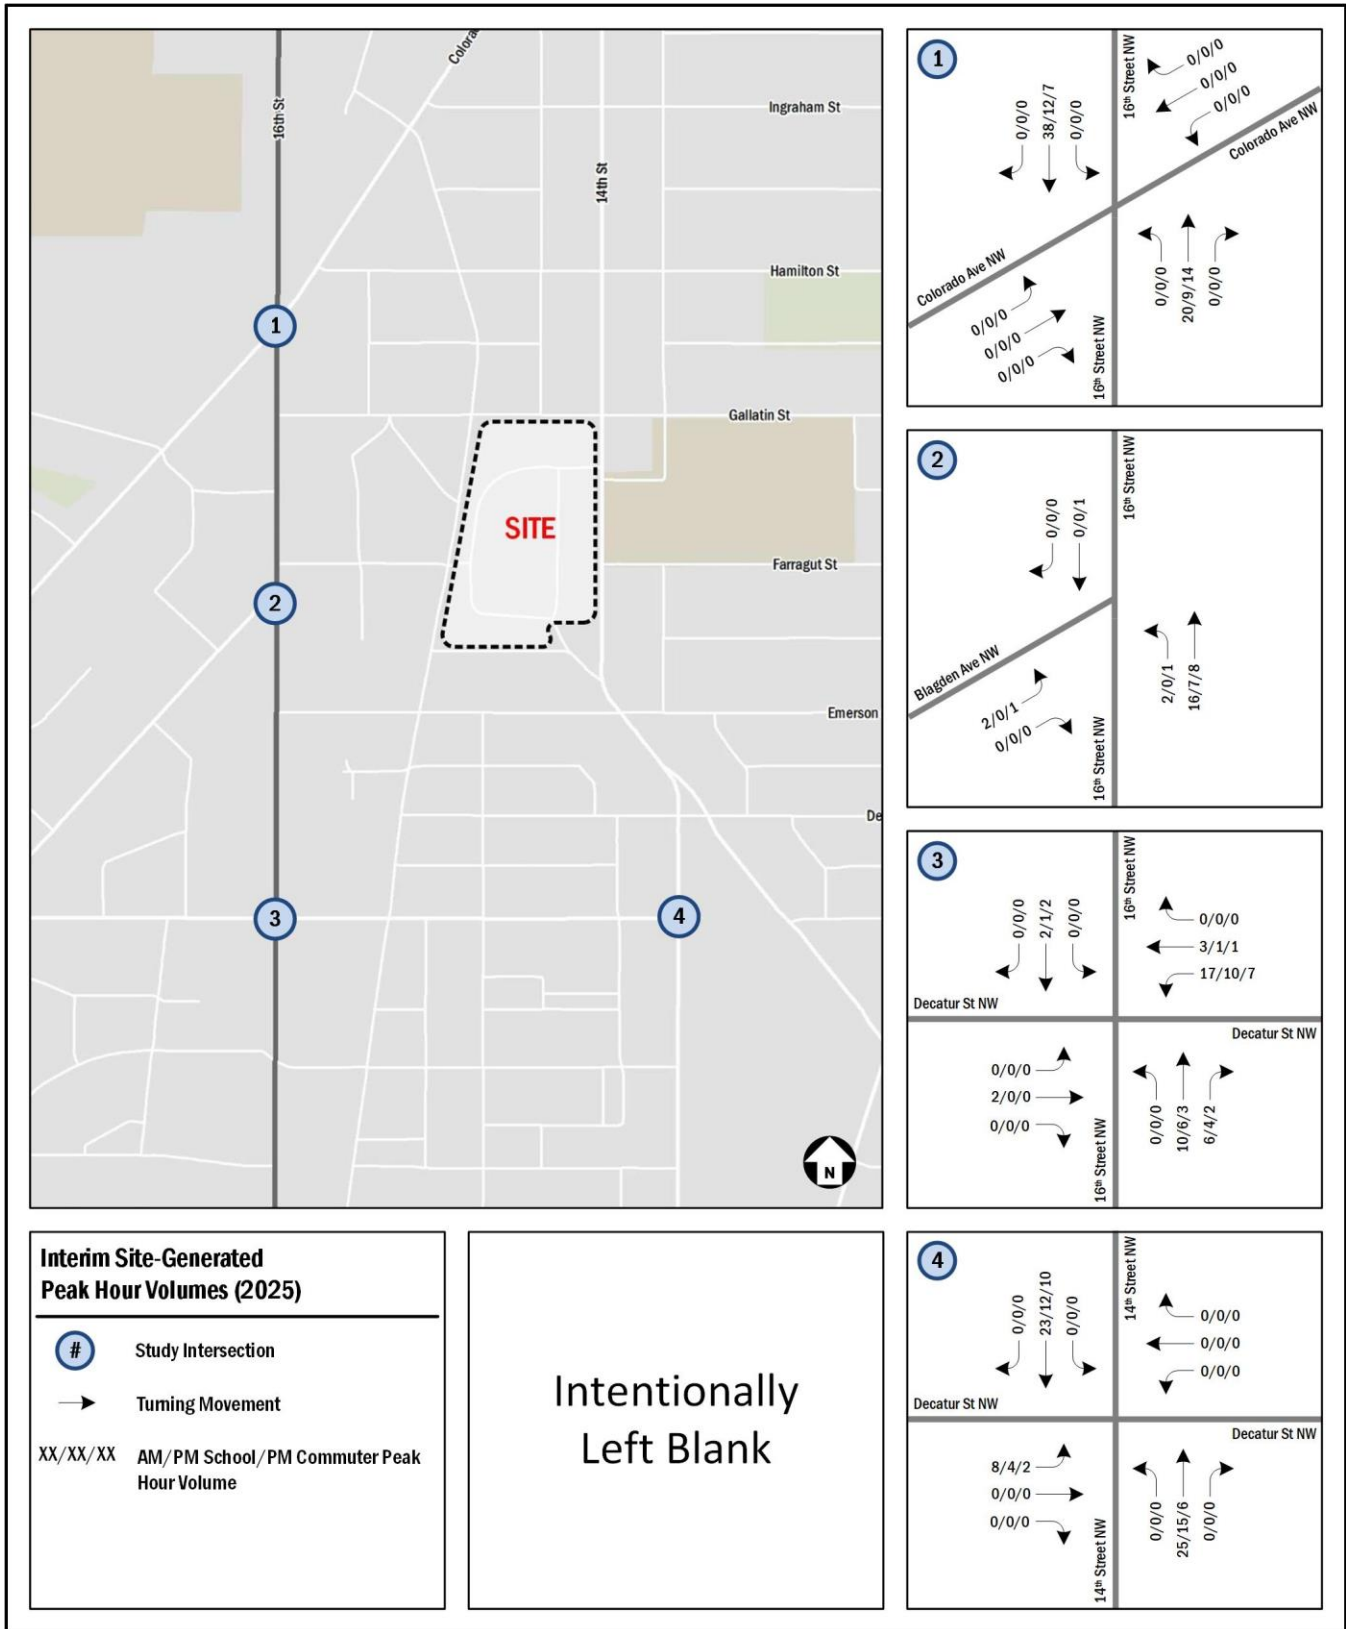 Colora
16th St
Ingraham St
14th St
Hamilton St
1
Gallatin St
SITE
Farragut St
2
Emerson
De
3
4
N
1
16th Street NW
0/0/0
0/0/0
0/0/0
0/0/0
38/12/7
0/0/0
Colorado Ave NW
Colorado Ave NW
0/0/0
0/0/0
0/0/0
0/0/0
20/9/14
0/0/0
16th Street NW
2
16th Street NW
0/0/0
0/0/1
Blagden Ave NW
2/0/1
0/0/0
2/0/1
16/7/8
16th Street NW
3
16th Street NW
0/0/0
2/1/2
0/0/0
0/0/0
3/1/1
17/10/7
Decatur St NW
Decatur St NW
0/0/0
2/0/0
0/0/0
0/0/0
10/6/3
6/4/2
16th Street NW
4
14th Street NW
0/0/0
23/12/10
0/0/0
0/0/0
0/0/0
0/0/0
Decatur St NW
Decatur St NW
8/4/2
0/0/0
0/0/0
0/0/0
25/15/6
0/0/0
14th Street NW
Interim Site-Generated
Peak Hour Volumes (2025)
# Study Intersection
Turning Movement
XX/XX/XX AM/PM School/PM Commuter Peak
Hour Volume
Intentionally
Left Blank